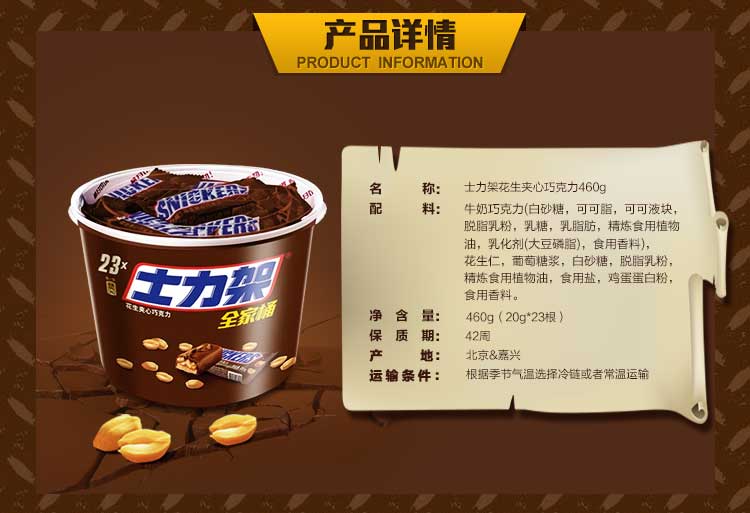 产品详情
PRODUCT INFORMATION
SNICKERS
23×
士力架
花生夹心巧克力
全家桶
名 称： 士力架花生夹心巧克力460g
配 料： 牛奶巧克力(白砂糖，可可脂，可可液块，
脱脂乳粉，乳糖，乳脂肪，精炼食用植物
油，乳化剂(大豆磷脂)，食用香料)，
花生仁，葡萄糖浆，白砂糖，脱脂乳粉，
精炼食用植物油，食用盐，鸡蛋蛋白粉，
食用香料。
净 含 量： 460g（20g*23根）
保 质 期： 42周
产 地： 北京&嘉兴
运输条件： 根据季节气温选择冷链或者常温运输